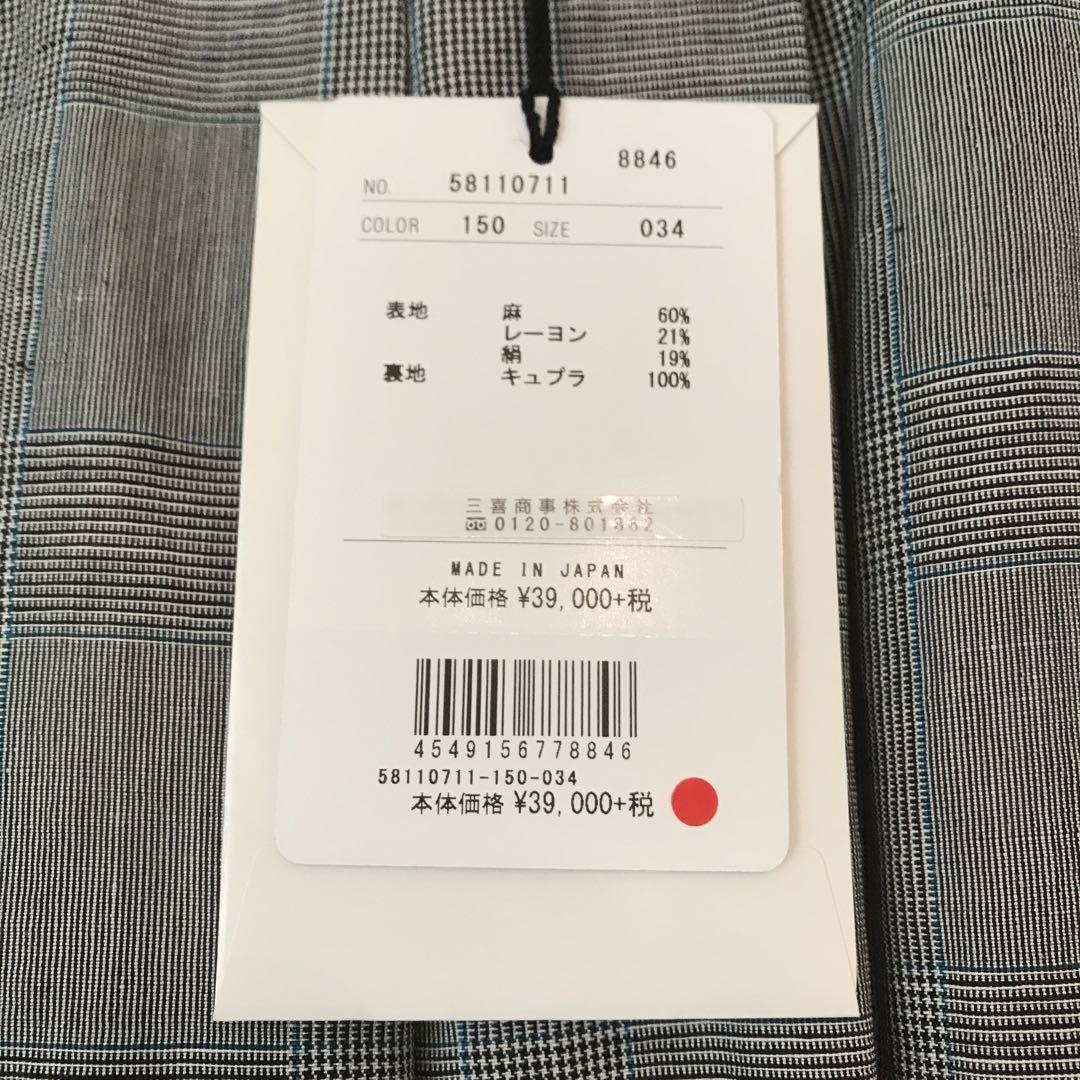 8846
NO. 58110711
COLOR 150 SIZE 034
表地 麻 60%
レーヨン 21%
絹 19%
裏地 キュプラ 100%
三喜商事株式会社
0120-801882
MADE IN JAPAN
本体価格 ¥39,000+税
4549156778846
58110711-150-034
本体価格 ¥39,000+税